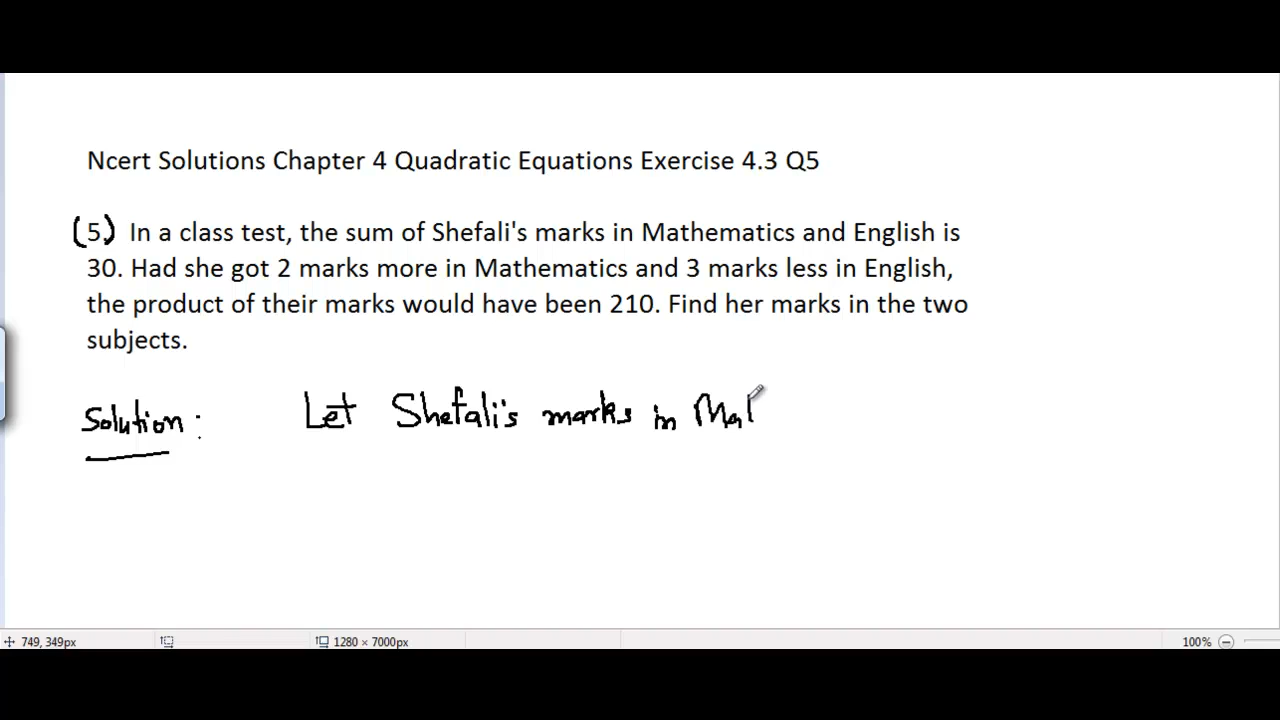 Ncert Solutions Chapter 4 Quadratic Equations Exercise 4.3 Q5
(5.) In a class test, the sum of Shefali's marks in Mathematics and English is
30. Had she got 2 marks more in Mathematics and 3 marks less in English,
the product of their marks would have been 210. Find her marks in the two
subjects.
Solution: Let Shefali's marks in Mal
749, 349px 1280 × 7000px 100%